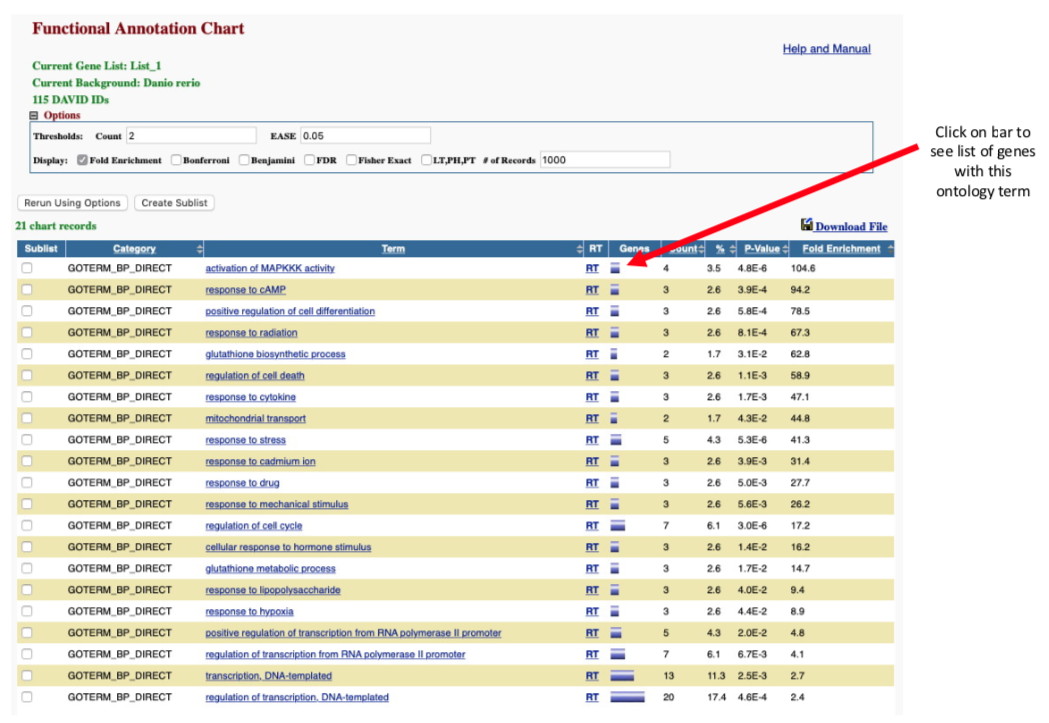 Functional Annotation Chart
Help and Manual
Current Gene List: List_1
Current Background: Danio rerio
115 DAVID IDs
Options
Thresholds: Count 2 EASE 0.05
Display: Fold Enrichment Bonferroni Benjamini FDR Fisher Exact LT,PH,PT # of Records 1000
Click on bar to
see list of genes
with this
ontology term
Rerun Using Options Create Sublist
21 chart records Download File
Sublist Category Term RT Genes Count % P-Value Fold Enrichment
GOTERM_BP_DIRECT activation of MAPKKK activity RT 4 3.5 4.8E-6 104.6
GOTERM_BP_DIRECT response to cAMP RT 3 2.6 3.9E-4 94.2
GOTERM_BP_DIRECT positive regulation of cell differentiation RT 3 2.6 5.8E-4 78.5
GOTERM_BP_DIRECT response to radiation RT 3 2.6 8.1E-4 67.3
GOTERM_BP_DIRECT glutathione biosynthetic process RT 2 1.7 3.1E-2 62.8
GOTERM_BP_DIRECT regulation of cell death RT 3 2.6 1.1E-3 58.9
GOTERM_BP_DIRECT response to cytokine RT 3 2.6 1.7E-3 47.1
GOTERM_BP_DIRECT mitochondrial transport RT 2 1.7 4.3E-2 44.8
GOTERM_BP_DIRECT response to stress RT 5 4.3 5.3E-6 41.3
GOTERM_BP_DIRECT response to cadmium ion RT 3 2.6 3.9E-3 31.4
GOTERM_BP_DIRECT response to drug RT 3 2.6 5.0E-3 27.7
GOTERM_BP_DIRECT response to mechanical stimulus RT 3 2.6 5.6E-3 26.2
GOTERM_BP_DIRECT regulation of cell cycle RT 7 6.1 3.0E-6 17.2
GOTERM_BP_DIRECT cellular response to hormone stimulus RT 3 2.6 1.4E-2 16.2
GOTERM_BP_DIRECT glutathione metabolic process RT 3 2.6 1.7E-2 14.7
GOTERM_BP_DIRECT response to lipopolysaccharide RT 3 2.6 4.0E-2 9.4
GOTERM_BP_DIRECT response to hypoxia RT 3 2.6 4.4E-2 8.9
GOTERM_BP_DIRECT positive regulation of transcription from RNA polymerase II promoter RT 5 4.3 2.0E-2 4.8
GOTERM_BP_DIRECT regulation of transcription from RNA polymerase II promoter RT 7 6.1 6.7E-3 4.1
GOTERM_BP_DIRECT transcription, DNA-templated RT 13 11.3 2.5E-3 2.7
GOTERM_BP_DIRECT regulation of transcription, DNA-templated RT 20 17.4 4.6E-4 2.4